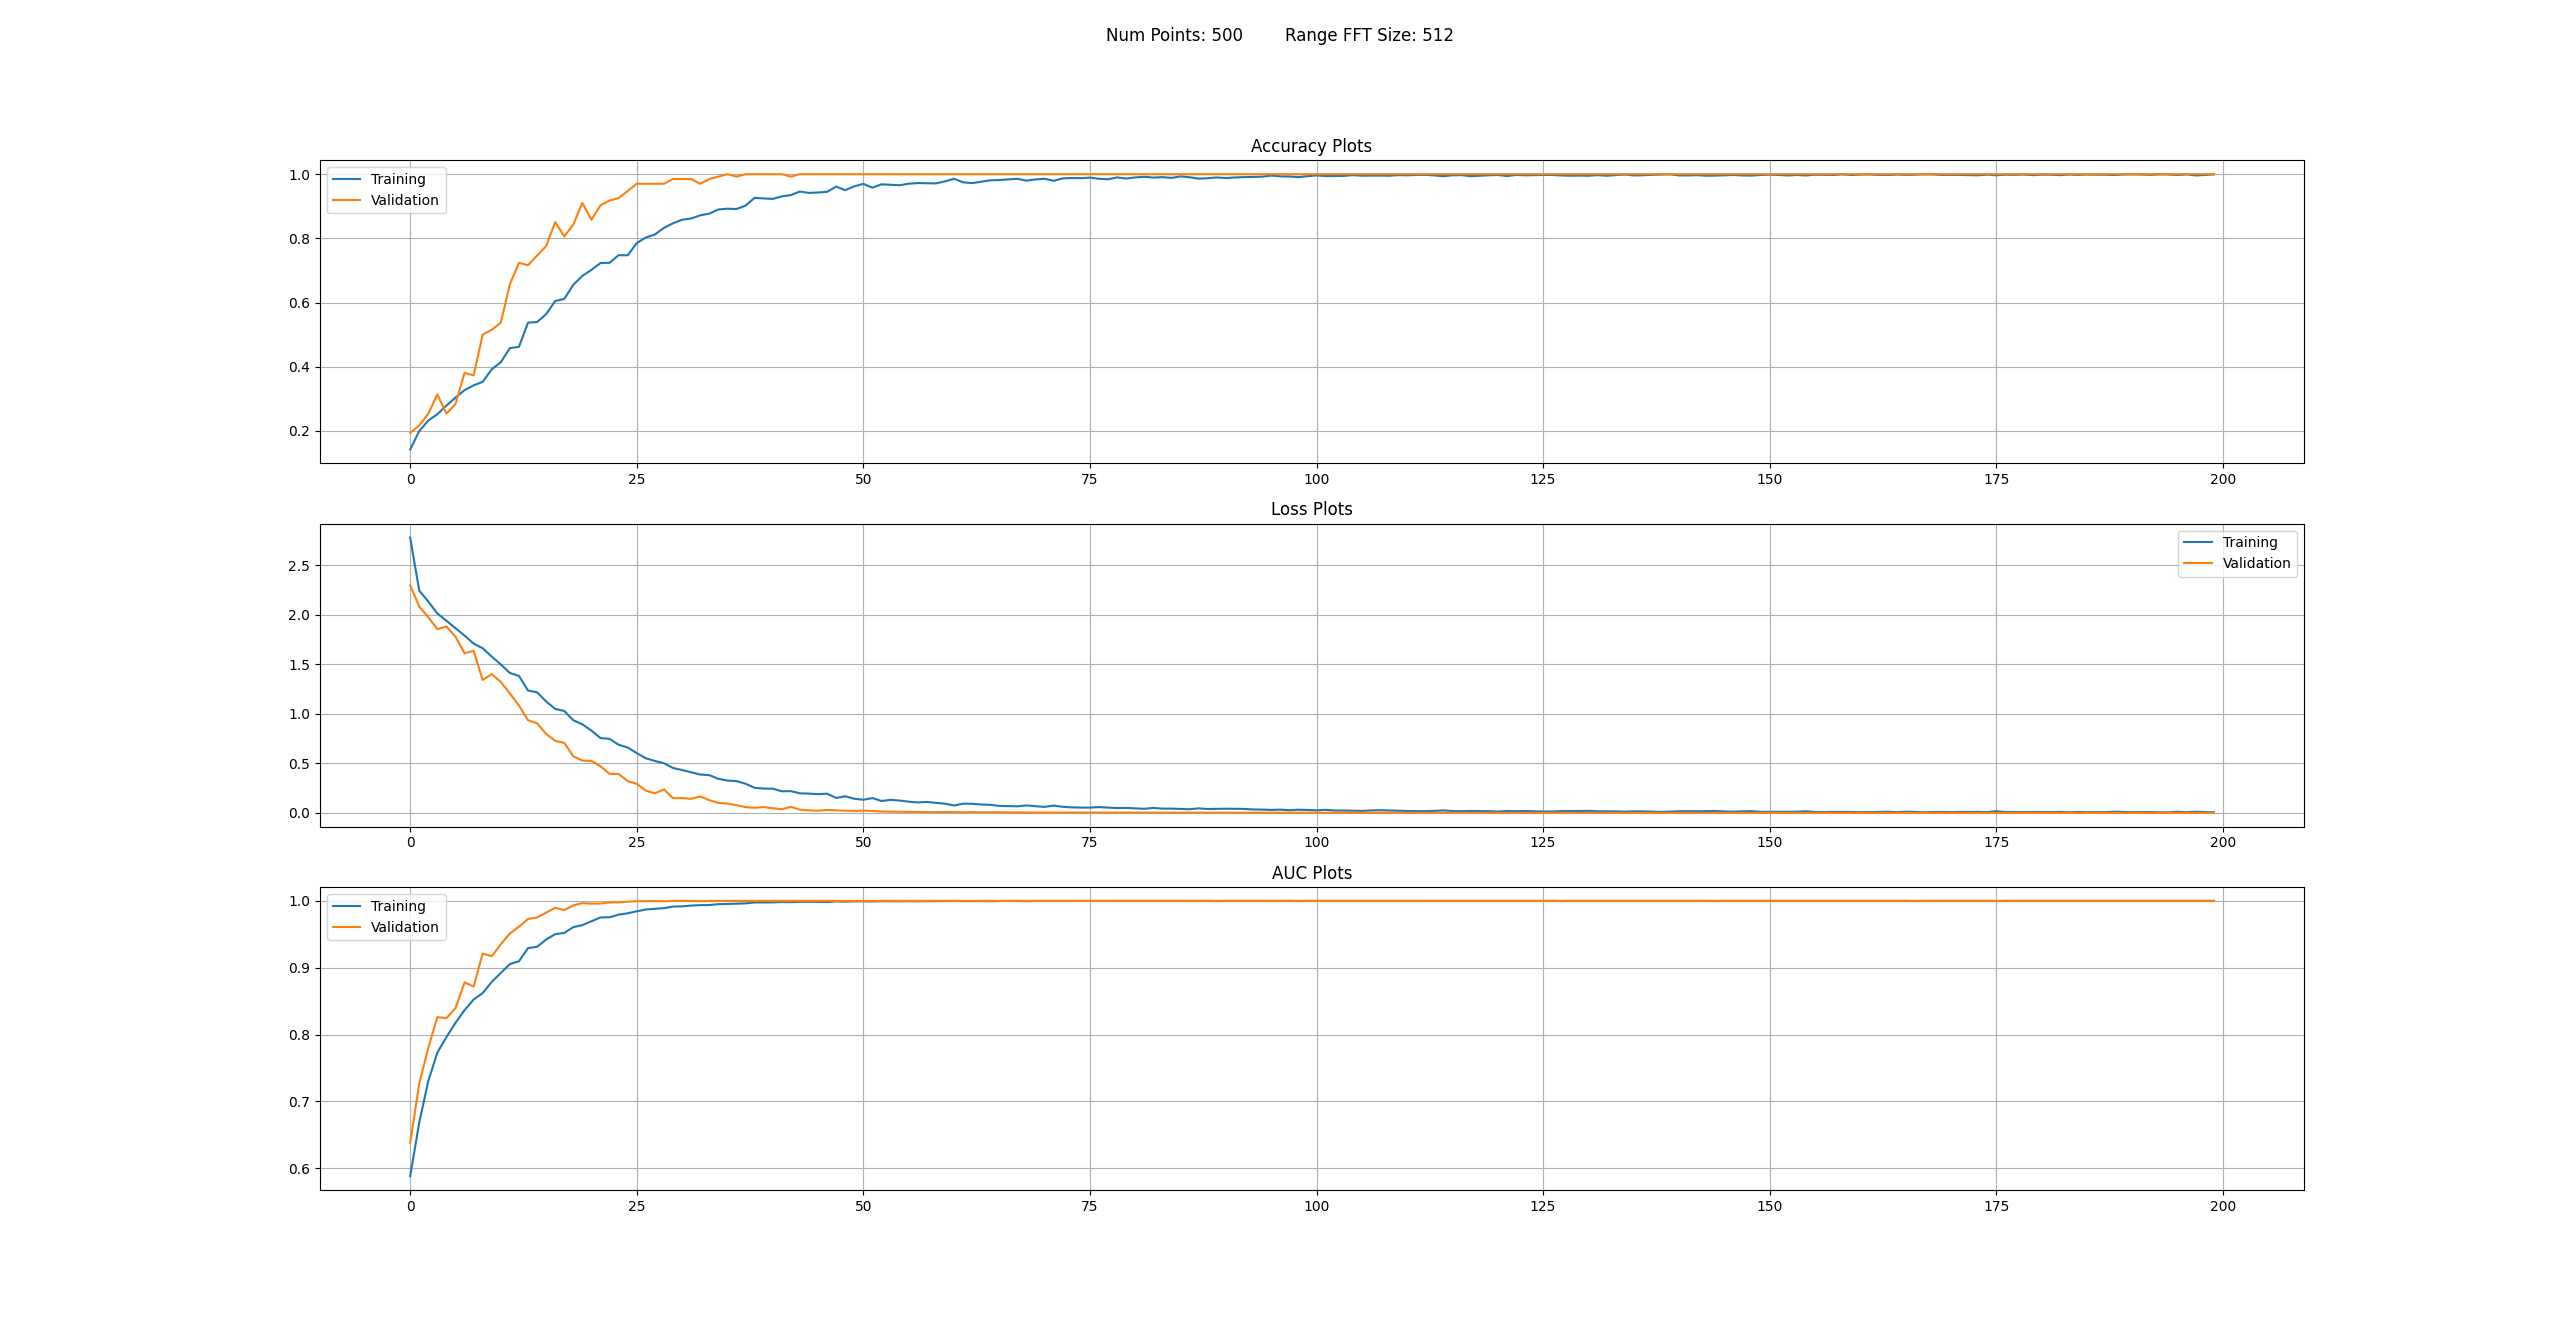 Num Points: 500 Range FFT Size: 512
Accuracy Plots
1.0
0.8
0.6
0.4
0.2
Training
Validation
0 25 50 75 100 125 150 175 200
Loss Plots
2.5
2.0
1.5
1.0
0.5
0.0
Training
Validation
0 25 50 75 100 125 150 175 200
AUC Plots
1.0
0.9
0.8
0.7
0.6
Training
Validation
0 25 50 75 100 125 150 175 200